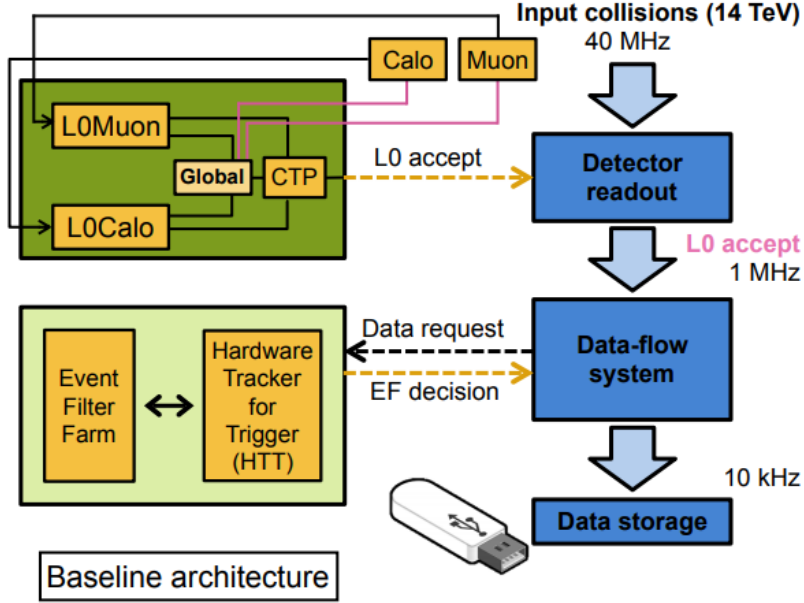 Input collisions (14 TeV)
40 MHz
Calo
Muon
L0Muon
Global
CTP
L0Calo
L0 accept
Detector
readout
L0 accept
1 MHz
Data request
EF decision
Data-flow
system
Event
Filter
Farm
Hardware
Tracker
for
Trigger
(HTT)
10 kHz
Data storage
Baseline architecture